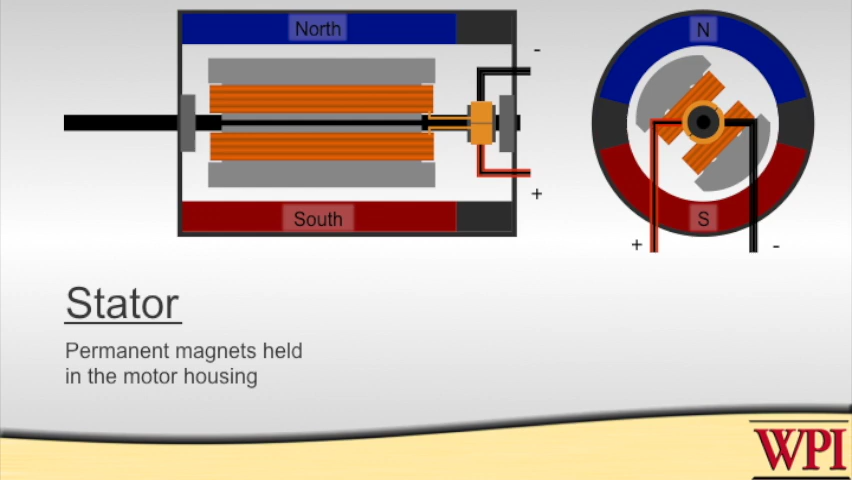 North
N
-
+
South
S
+
-
Stator
Permanent magnets held
in the motor housing
WPI